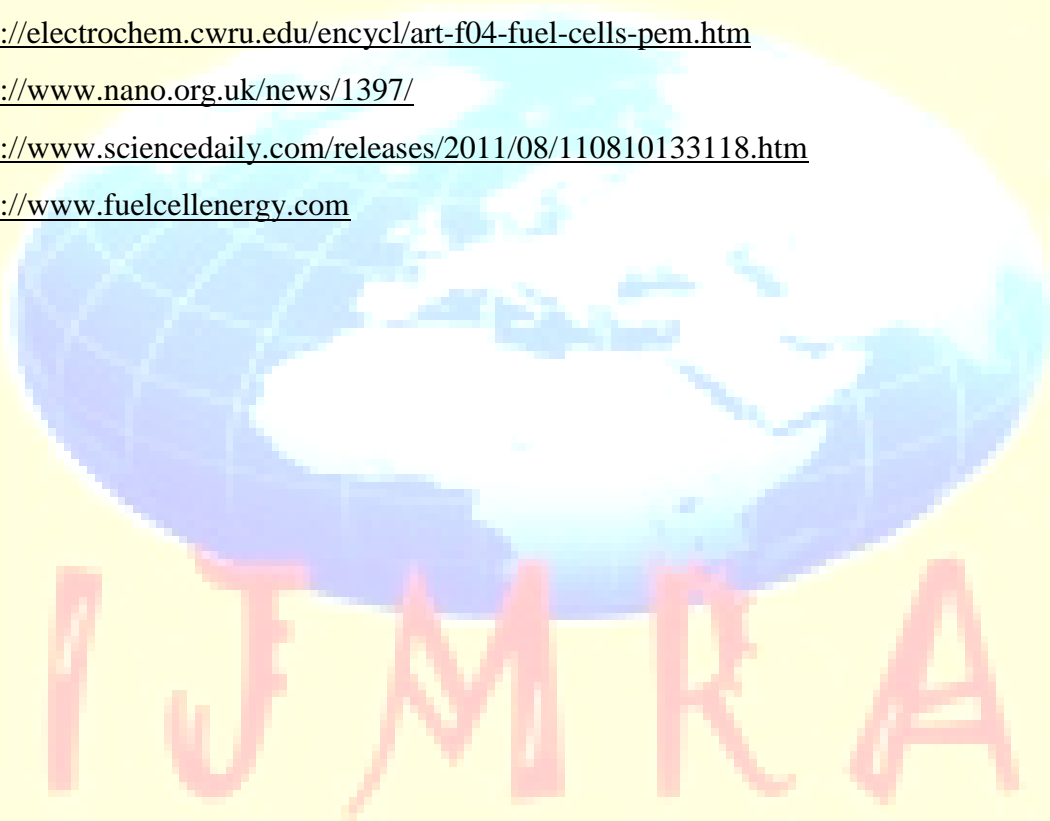 ://electrochem.cwru.edu/encycl/art-f04-fuel-cells-pem.htm
://www.nano.org.uk/news/1397/
://www.sciencedaily.com/releases/2011/08/110810133118.htm
://www.fuelcellenergy.com
IJMRA